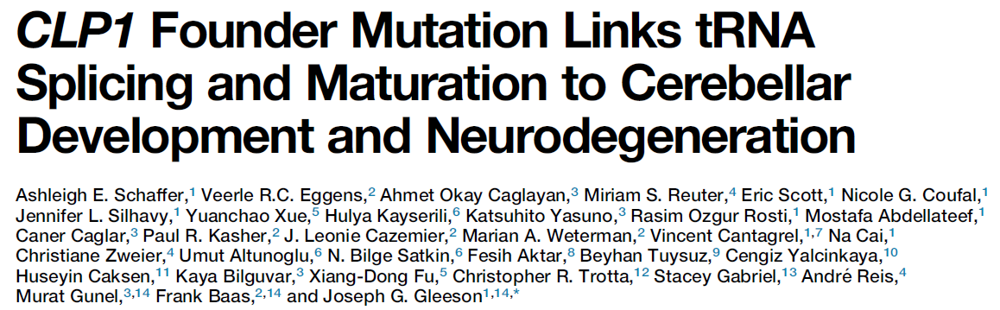 CLP1 Founder Mutation Links tRNA
Splicing and Maturation to Cerebellar
Development and Neurodegeneration
Ashleigh E. Schaffer,1 Veerle R.C. Eggens,2 Ahmet Okay Caglayan,3 Miriam S. Reuter,4 Eric Scott,1 Nicole G. Coufal,1
Jennifer L. Silhavy,1 Yuanchao Xue,5 Hulya Kayserili,6 Katsuhito Yasuno,3 Rasim Ozgur Rosti,1 Mostafa Abdellateef,1
Caner Caglar,3 Paul R. Kasher,2 J. Leonie Cazemier,2 Marian A. Weterman,2 Vincent Cantagrel,1,7 Na Cai,1
Christiane Zweier,4 Umut Altunoglu,6 N. Bilge Satkin,6 Fesih Aktar,8 Beyhan Tuysuz,9 Cengiz Yalcinkaya,10
Huseyin Caksen,11 Kaya Bilguvar,3 Xiang-Dong Fu,5 Christopher R. Trotta,12 Stacey Gabriel,13 André Reis,4
Murat Gunel,3,14 Frank Baas,2,14 and Joseph G. Gleeson1,14,*